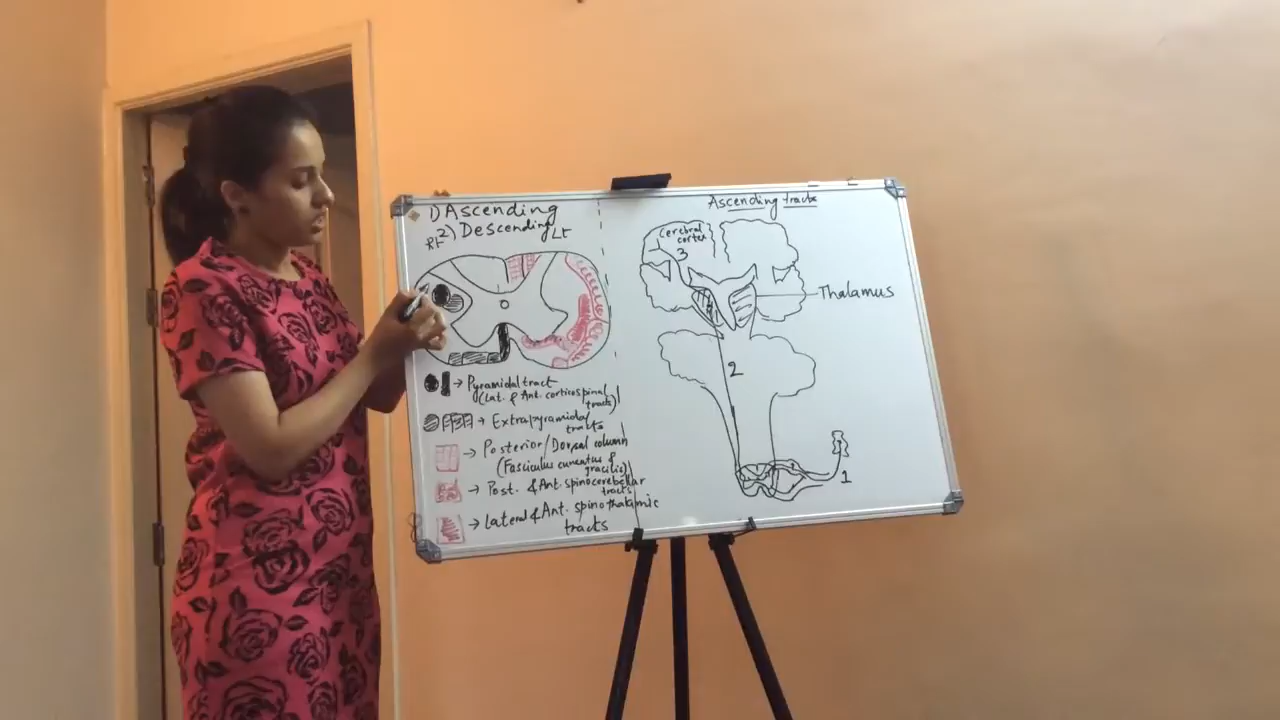 1) Ascending
2) Descending
Rt
Lt
→ Pyramidal tract
(Lat. & Ant. corticospinal
tracts)
→ Extrapyramidal
tracts
→ Posterior/Dorsal column
(Fasciculus cuneatus &
gracilis)
→ Post. & Ant. spinocerebellar
tracts
→ Lateral & Ant. spinothalamic
tracts
Ascending tracts
Cerebral
cortex
3
Thalamus
2
1